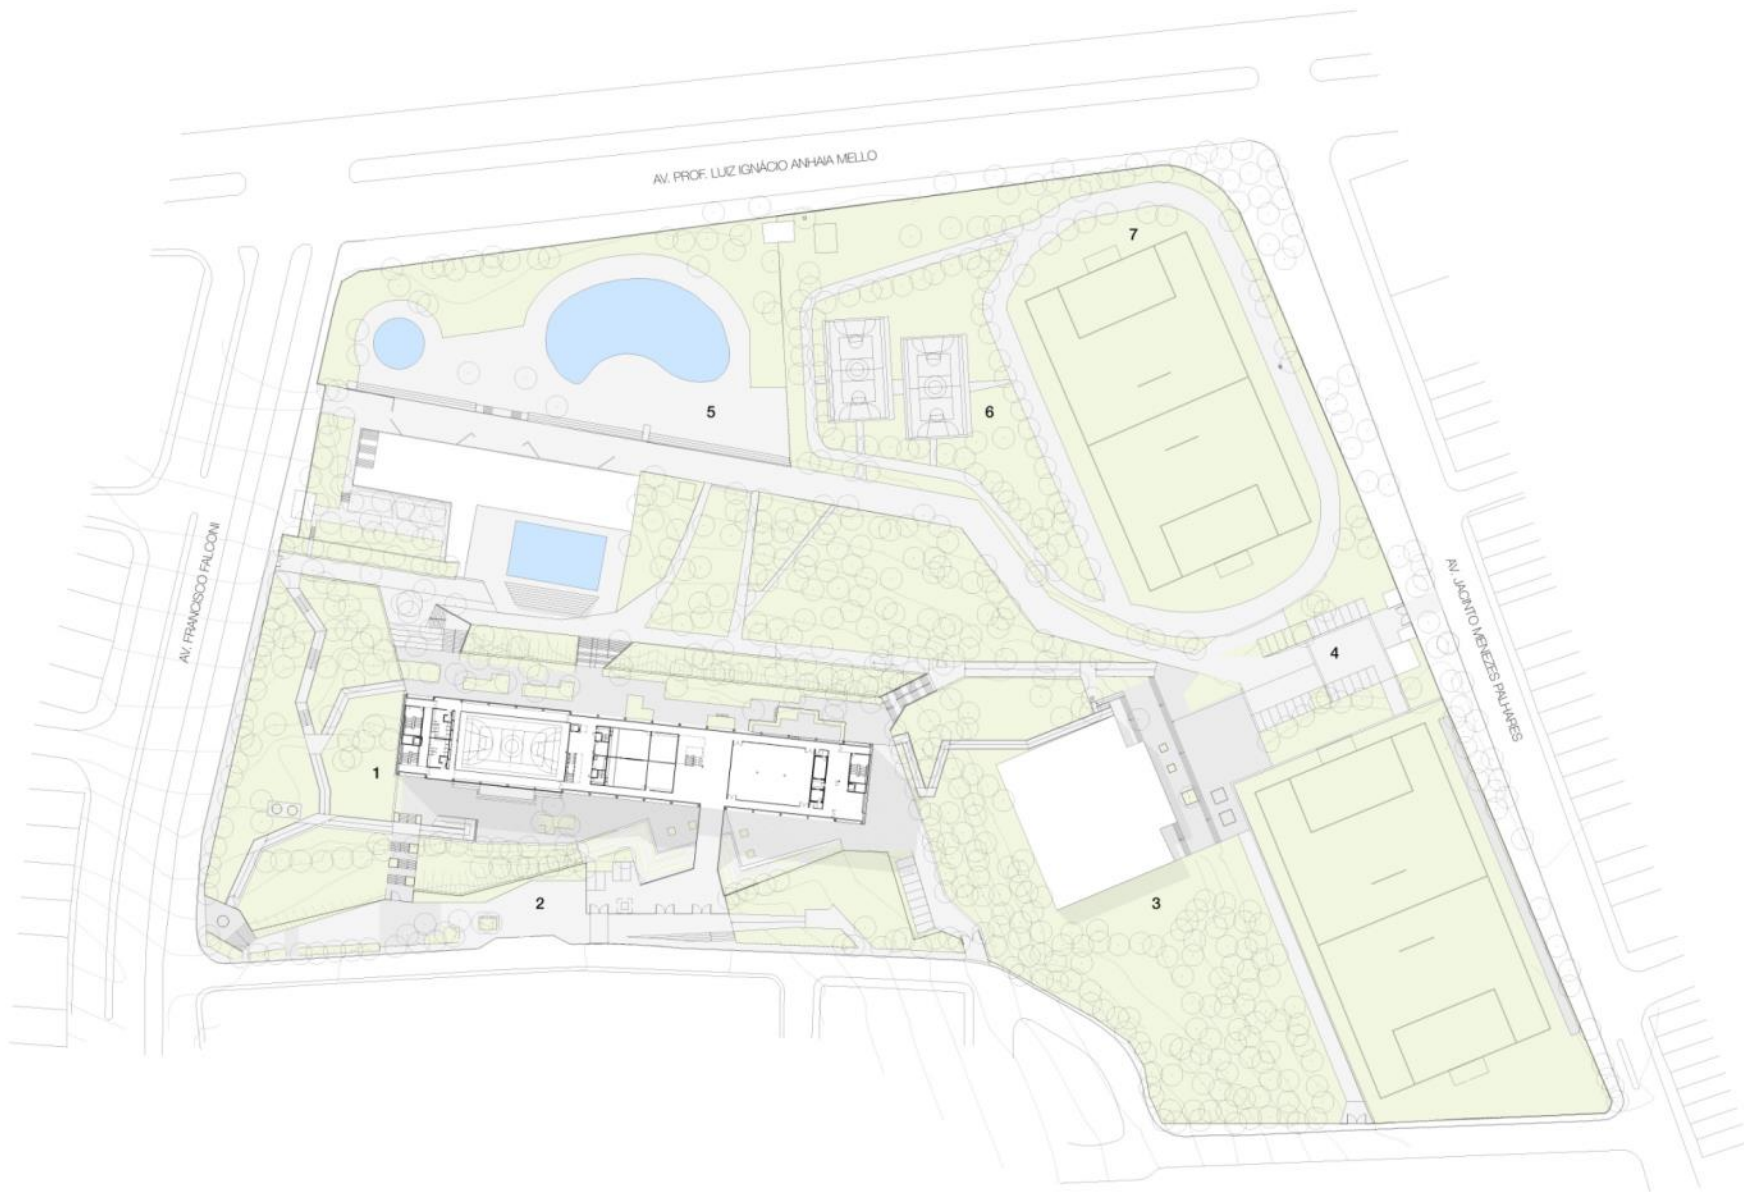 AV. PROF. LUIZ IGNÁCIO ANHAIA MELLO
7
5
6
AV. FRANCISCO FALCONI
AV. JACINTO MENEZES PALHARES
4
1
2
3